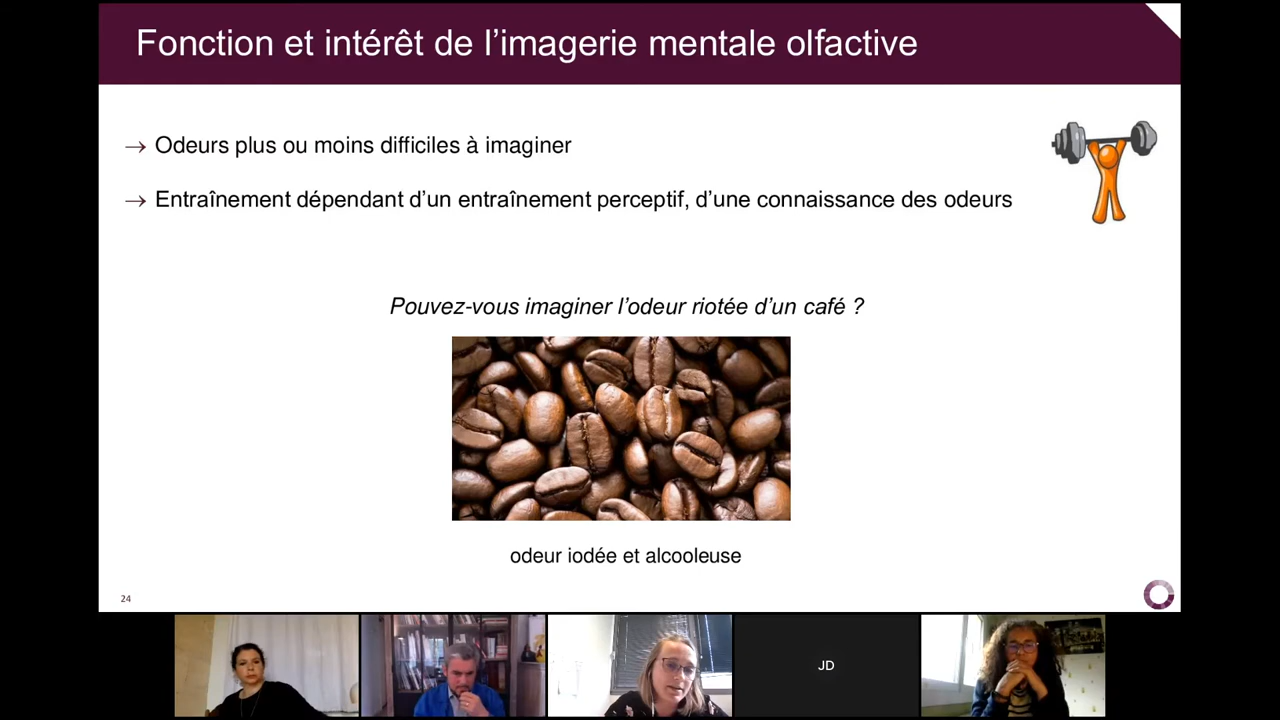 Fonction et intérêt de l’imagerie mentale olfactive
→ Odeurs plus ou moins difficiles à imaginer
→ Entraînement dépendant d’un entraînement perceptif, d’une connaissance des odeurs
Pouvez-vous imaginer l’odeur riotée d’un café ?
odeur iodée et alcooleuse
24
JD